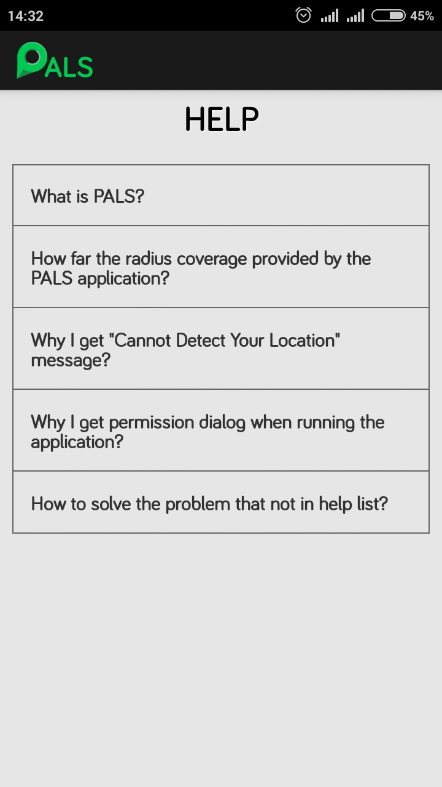 14:32
45%
PALS
HELP
What is PALS?
How far the radius coverage provided by the
PALS application?
Why I get "Cannot Detect Your Location"
message?
Why I get permission dialog when running the
application?
How to solve the problem that not in help list?